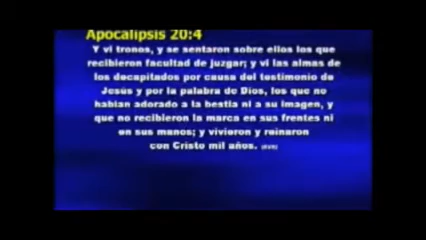 Apocalipsis 20:4
Y vi tronos, y se sentaron sobre ellos los que
recibieron facultad de juzgar; y vi las almas de
los decapitados por causa del testimonio de
Jesús y por la palabra de Dios, los que no
habían adorado a la bestia ni a su imagen, y
que no recibieron la marca en sus frentes ni
en sus manos; y vivieron y reinaron
con Cristo mil años.